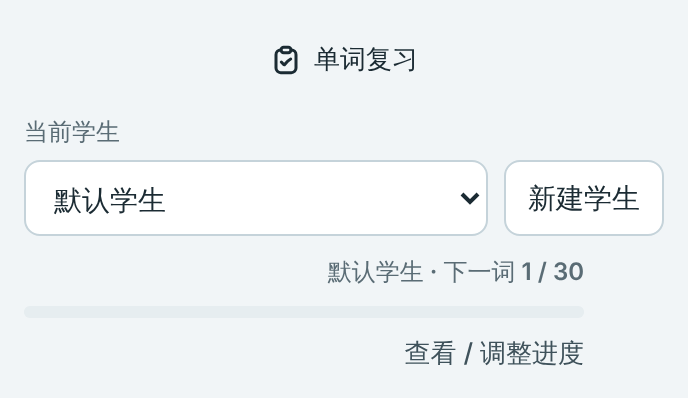 单词复习
当前学生
默认学生 新建学生
默认学生 · 下一词 1 / 30
查看 / 调整进度